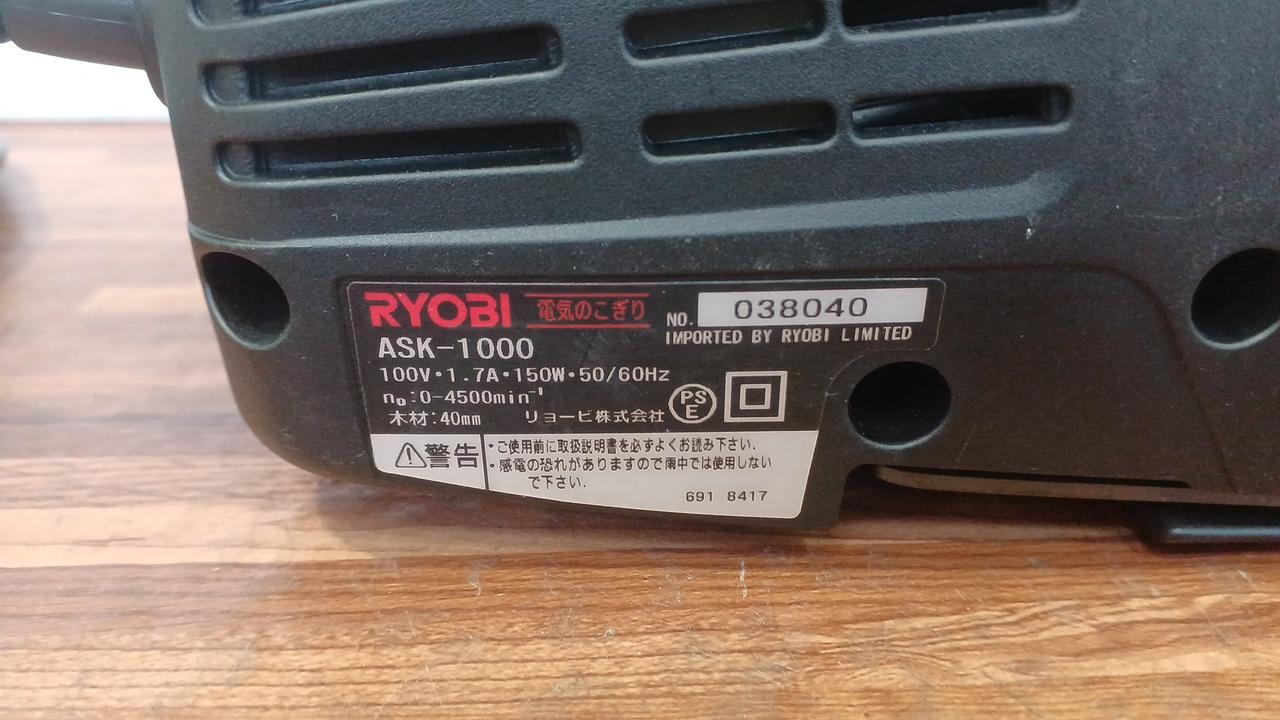 RYOBI 電気のこぎり NO. 038040
IMPORTED BY RYOBI LIMITED
ASK-1000
100V・1.7A・150W・50/60Hz
n₀:0-4500min⁻¹
木材:40mm リョービ株式会社
PS
E
警告
・ご使用前に取扱説明書を必ずよくお読み下さい.
・感電の恐れがありますので雨中では使用しない
で下さい.
691 8417